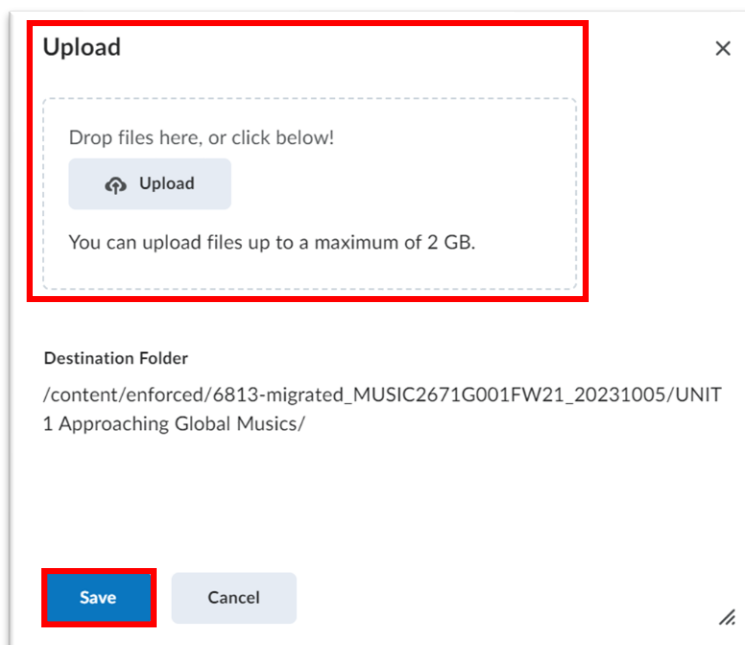 Upload
Drop files here, or click below!
Upload
You can upload files up to a maximum of 2 GB.
Destination Folder
/content/enforced/6813-migrated_MUSIC2671G001FW21_20231005/UNIT
1 Approaching Global Musics/
Save
Cancel